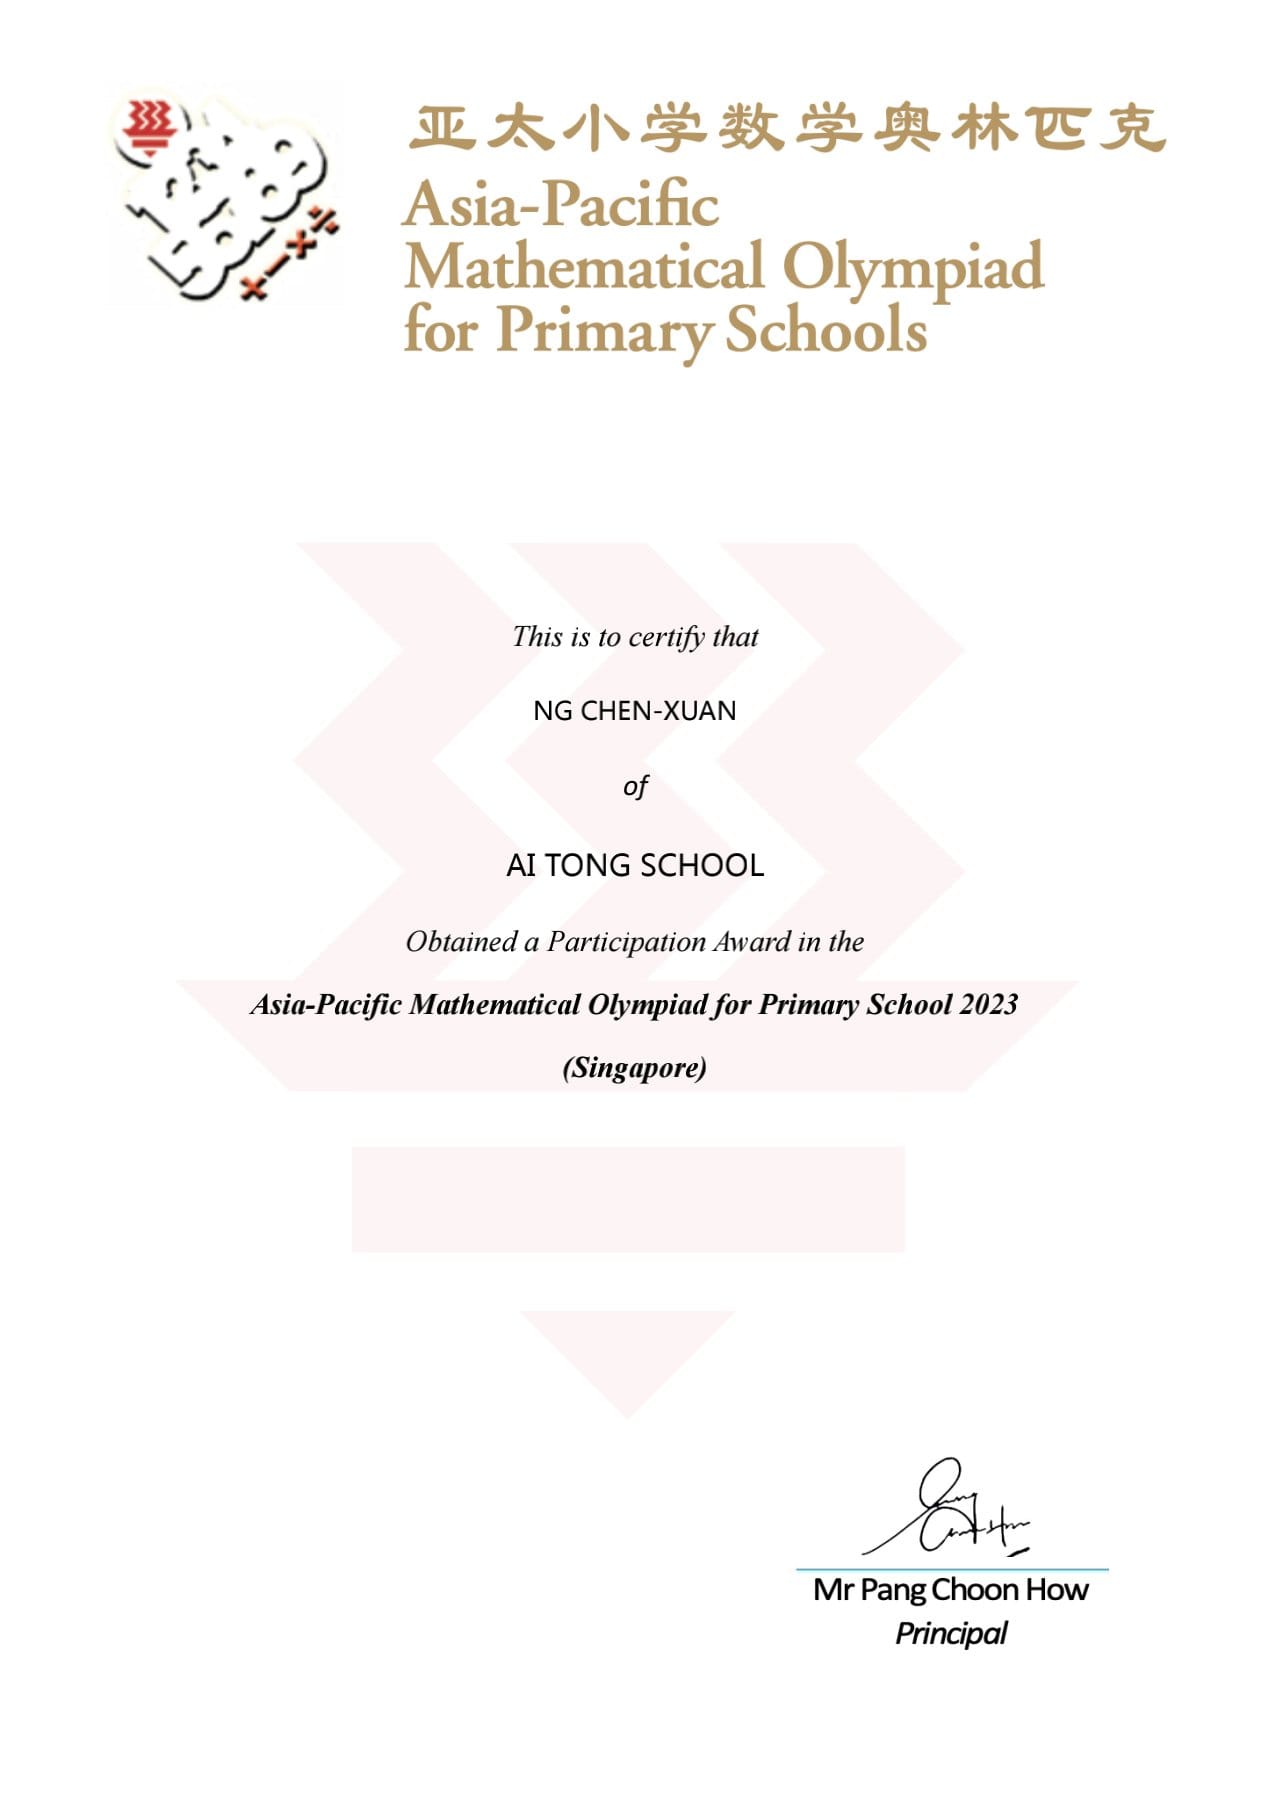 亚太小学数学奥林匹克
Asia-Pacific
Mathematical Olympiad
for Primary Schools
This is to certify that
NG CHEN-XUAN
of
AI TONG SCHOOL
Obtained a Participation Award in the
Asia-Pacific Mathematical Olympiad for Primary School 2023
(Singapore)
Mr Pang Choon How
Principal